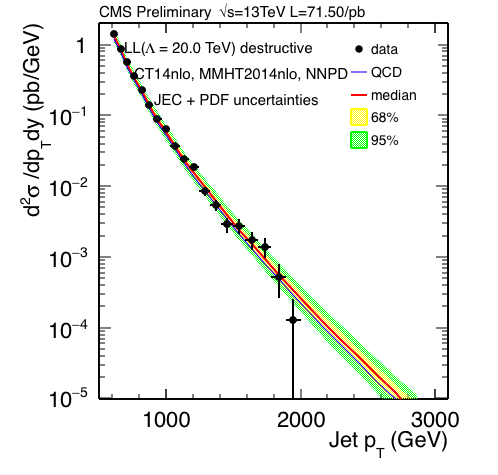 CMS Preliminary √s=13TeV L=71.50/pb
LL(Λ = 20.0 TeV) destructive
CT14nlo, MMHT2014nlo, NNPD
JEC + PDF uncertainties
data
QCD
median
68%
95%
d²σ/dp_T dy (pb/GeV)
1
10⁻¹
10⁻²
10⁻³
10⁻⁴
10⁻⁵
1000 2000 3000
Jet p_T (GeV)